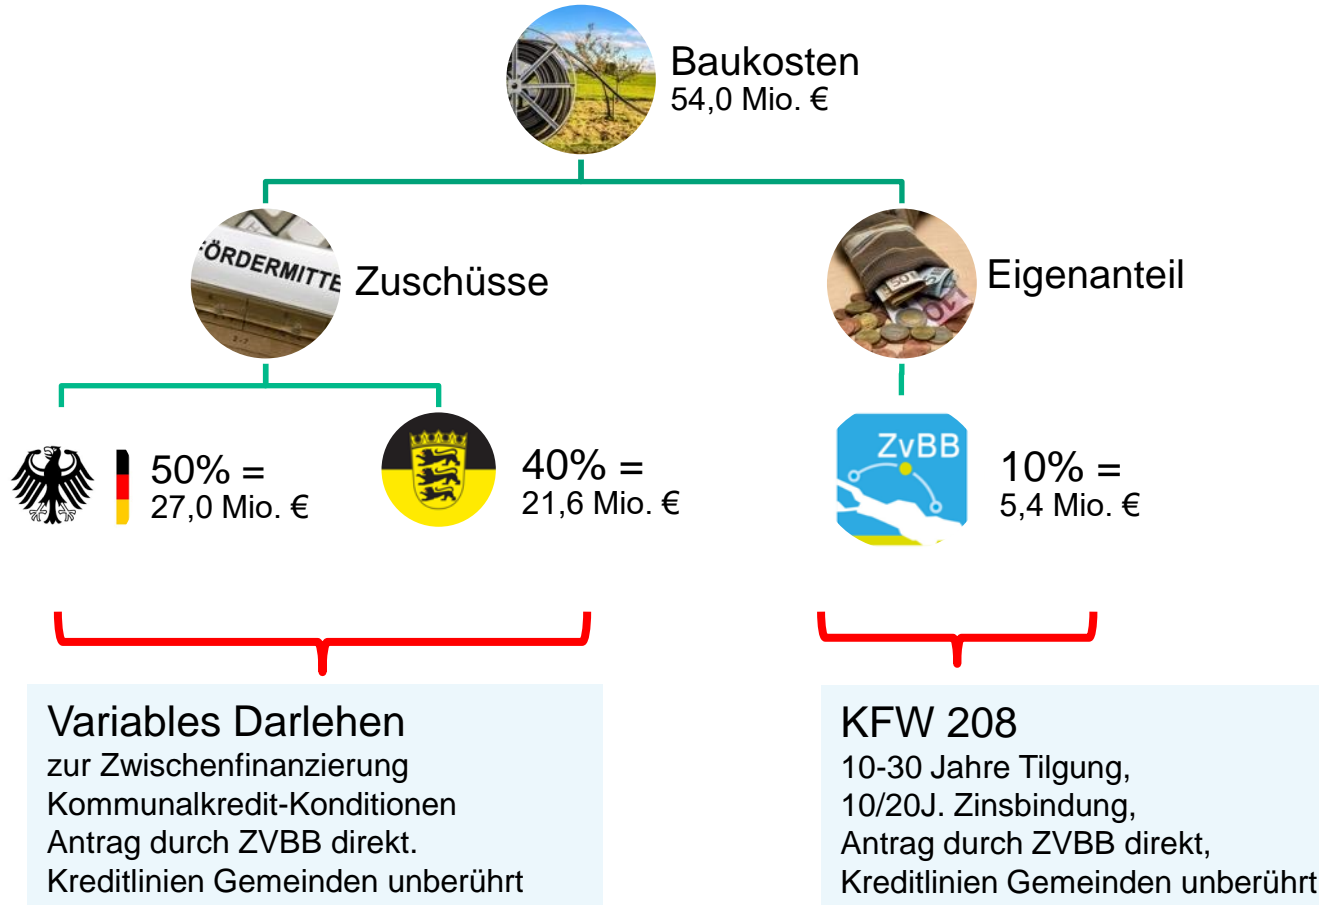 Baukosten
54,0 Mio. €
ÖRDERMITTE
Zuschüsse
Eigenanteil
50% =
27,0 Mio. €
40% =
21,6 Mio. €
ZvBB
10% =
5,4 Mio. €
Variables Darlehen
zur Zwischenfinanzierung
Kommunalkredit-Konditionen
Antrag durch ZVBB direkt.
Kreditlinien Gemeinden unberührt
KFW 208
10-30 Jahre Tilgung,
10/20J. Zinsbindung,
Antrag durch ZVBB direkt,
Kreditlinien Gemeinden unberührt